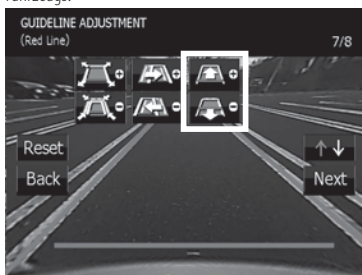 GUIDELINE ADJUSTMENT
(Red Line)
7/8
+ + +
- - -
Reset
Back
↑↓
Next